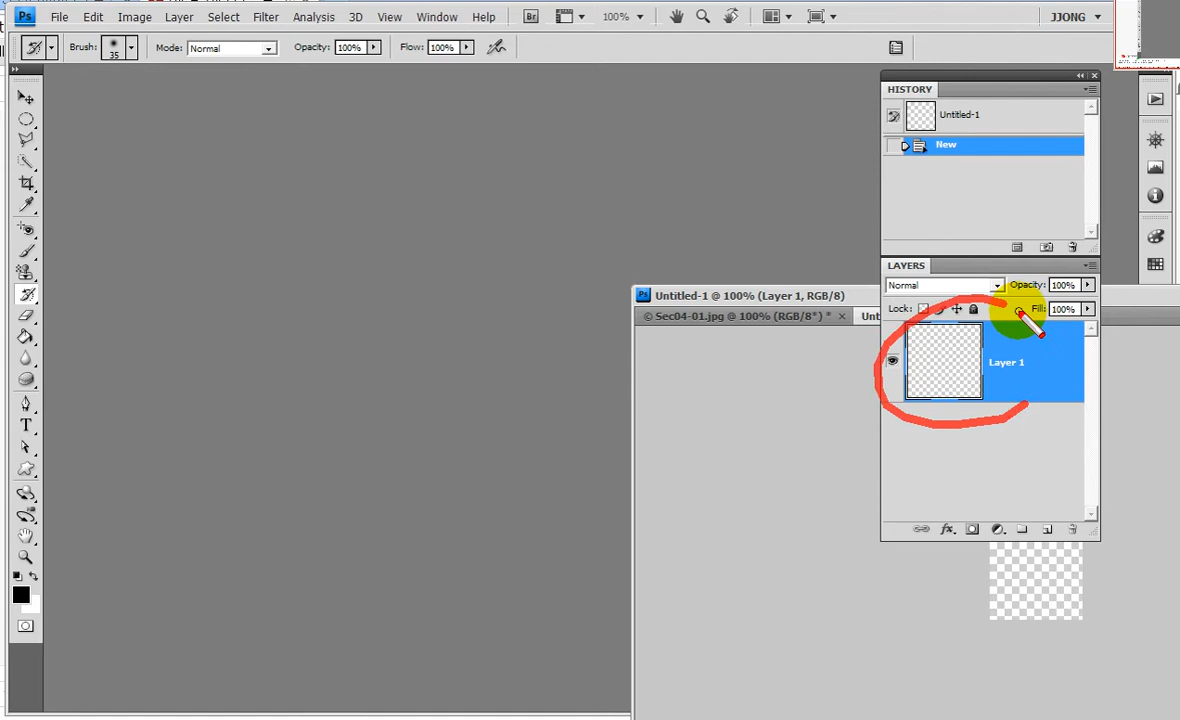 Ps File Edit Image Layer Select Filter Analysis 3D View Window Help Br 100% JJONG
Brush: 35 Mode: Normal Opacity: 100% Flow: 100%
HISTORY
Untitled-1
New
LAYERS
Normal Opacity: 100%
Lock: Fill: 100%
Layer 1
Ps Untitled-1 @ 100% (Layer 1, RGB/8)
© Sec04-01.jpg @ 100% (RGB/8*) *
T